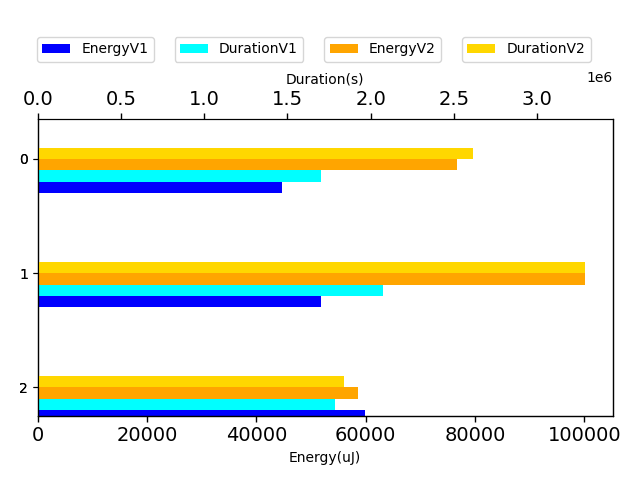 EnergyV1 DurationV1 EnergyV2 DurationV2
Duration(s)
1e6
0.0 0.5 1.0 1.5 2.0 2.5 3.0
0
1
2
0 20000 40000 60000 80000 100000
Energy(uJ)